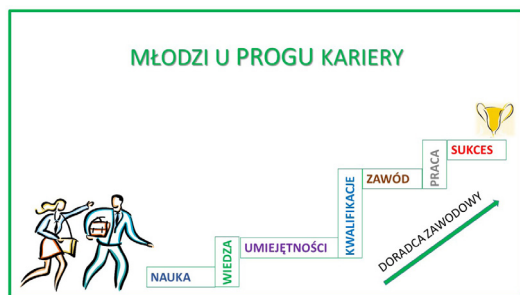 MŁODZI U PROGU KARIERY
NAUKA
WIEDZA
UMIEJĘTNOŚCI
KWALIFIKACJE
ZAWÓD
PRACA
SUKCES
DORADCA ZAWODOWY